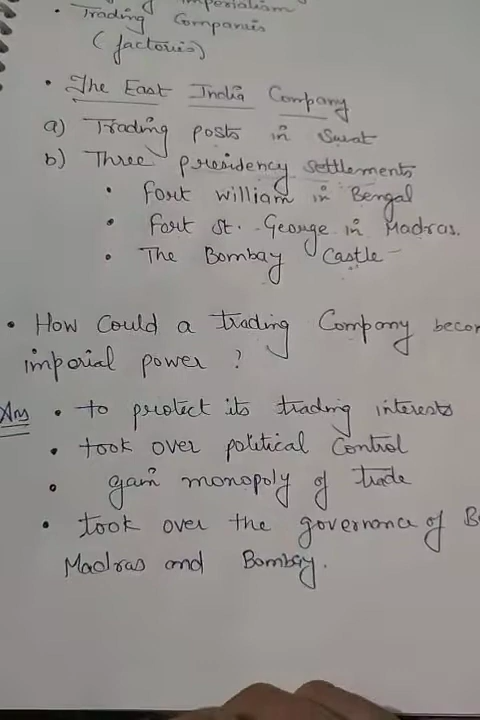 Imperialism
• Trading Companies
(factories)
• The East India Company
a) Trading posts in Surat
b) Three presidency settlements
• Fort William in Bengal
• Fort St. George in Madras.
• The Bombay Castle
• How could a trading Company becom
imperial power ?
Ans • to protect its trading interests
• took over political Control
• gain monopoly of trade
• took over the governance of Be
Madras and Bombay.